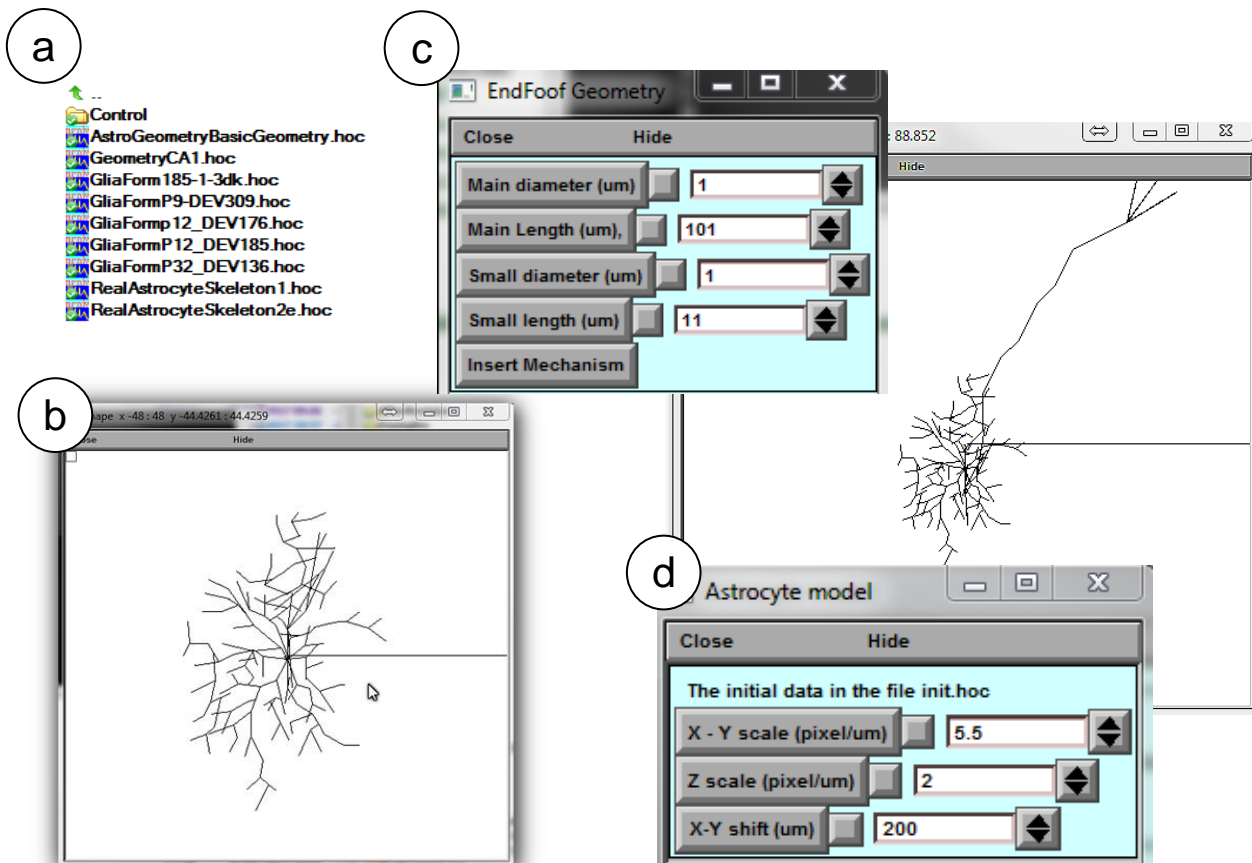 a
..
Control
AstroGeometryBasicGeometry.hoc
GeometryCA1.hoc
GliaForm185-1-3dk.hoc
GliaFormP9-DEV309.hoc
GliaFormp12_DEV176.hoc
GliaFormP12_DEV185.hoc
GliaFormP32_DEV136.hoc
RealAstrocyteSkeleton1.hoc
RealAstrocyteSkeleton2e.hoc
c
EndFoof Geometry
Close Hide
Main diameter (um) 1
Main Length (um), 101
Small diameter (um) 1
Small length (um) 11
Insert Mechanism
: 88.852
Hide
b
ape x -48 : 48 y -44.4261 : 44.4259
ose Hide
d
Astrocyte model
Close Hide
The initial data in the file init.hoc
X - Y scale (pixel/um) 5.5
Z scale (pixel/um) 2
X-Y shift (um) 200